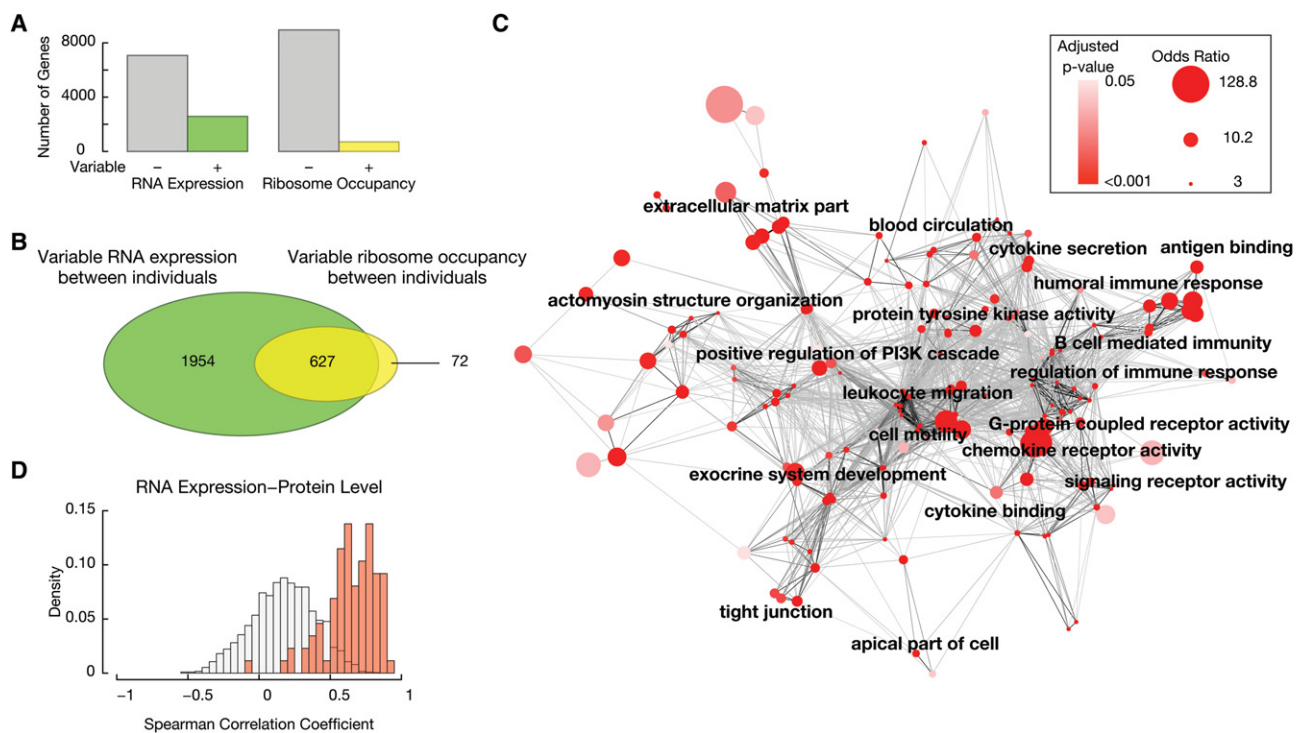 A
Number of Genes
8000
4000
0
Variable
− + − +
RNA Expression Ribosome Occupancy
B
Variable RNA expression
between individuals
Variable ribosome occupancy
between individuals
1954
627
72
D
RNA Expression−Protein Level
Density
0.15
0.10
0.05
0
−1 −0.5 0 0.5 1
Spearman Correlation Coefficient
C
Adjusted
p-value
0.05
<0.001
Odds Ratio
128.8
10.2
3
extracellular matrix part
blood circulation
cytokine secretion
antigen binding
humoral immune response
actomyosin structure organization
protein tyrosine kinase activity
B cell mediated immunity
positive regulation of PI3K cascade
regulation of immune response
leukocyte migration
G-protein coupled receptor activity
cell motility
chemokine receptor activity
exocrine system development
signaling receptor activity
cytokine binding
tight junction
apical part of cell